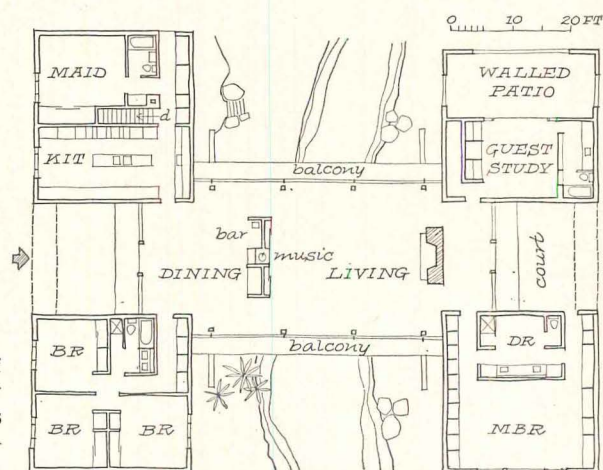 0 10 20 FT
MAID
WALLED
PATIO
d
KIT
GUEST
STUDY
balcony
bar
music
DINING
LIVING
court
balcony
BR
DR
BR
BR
MBR